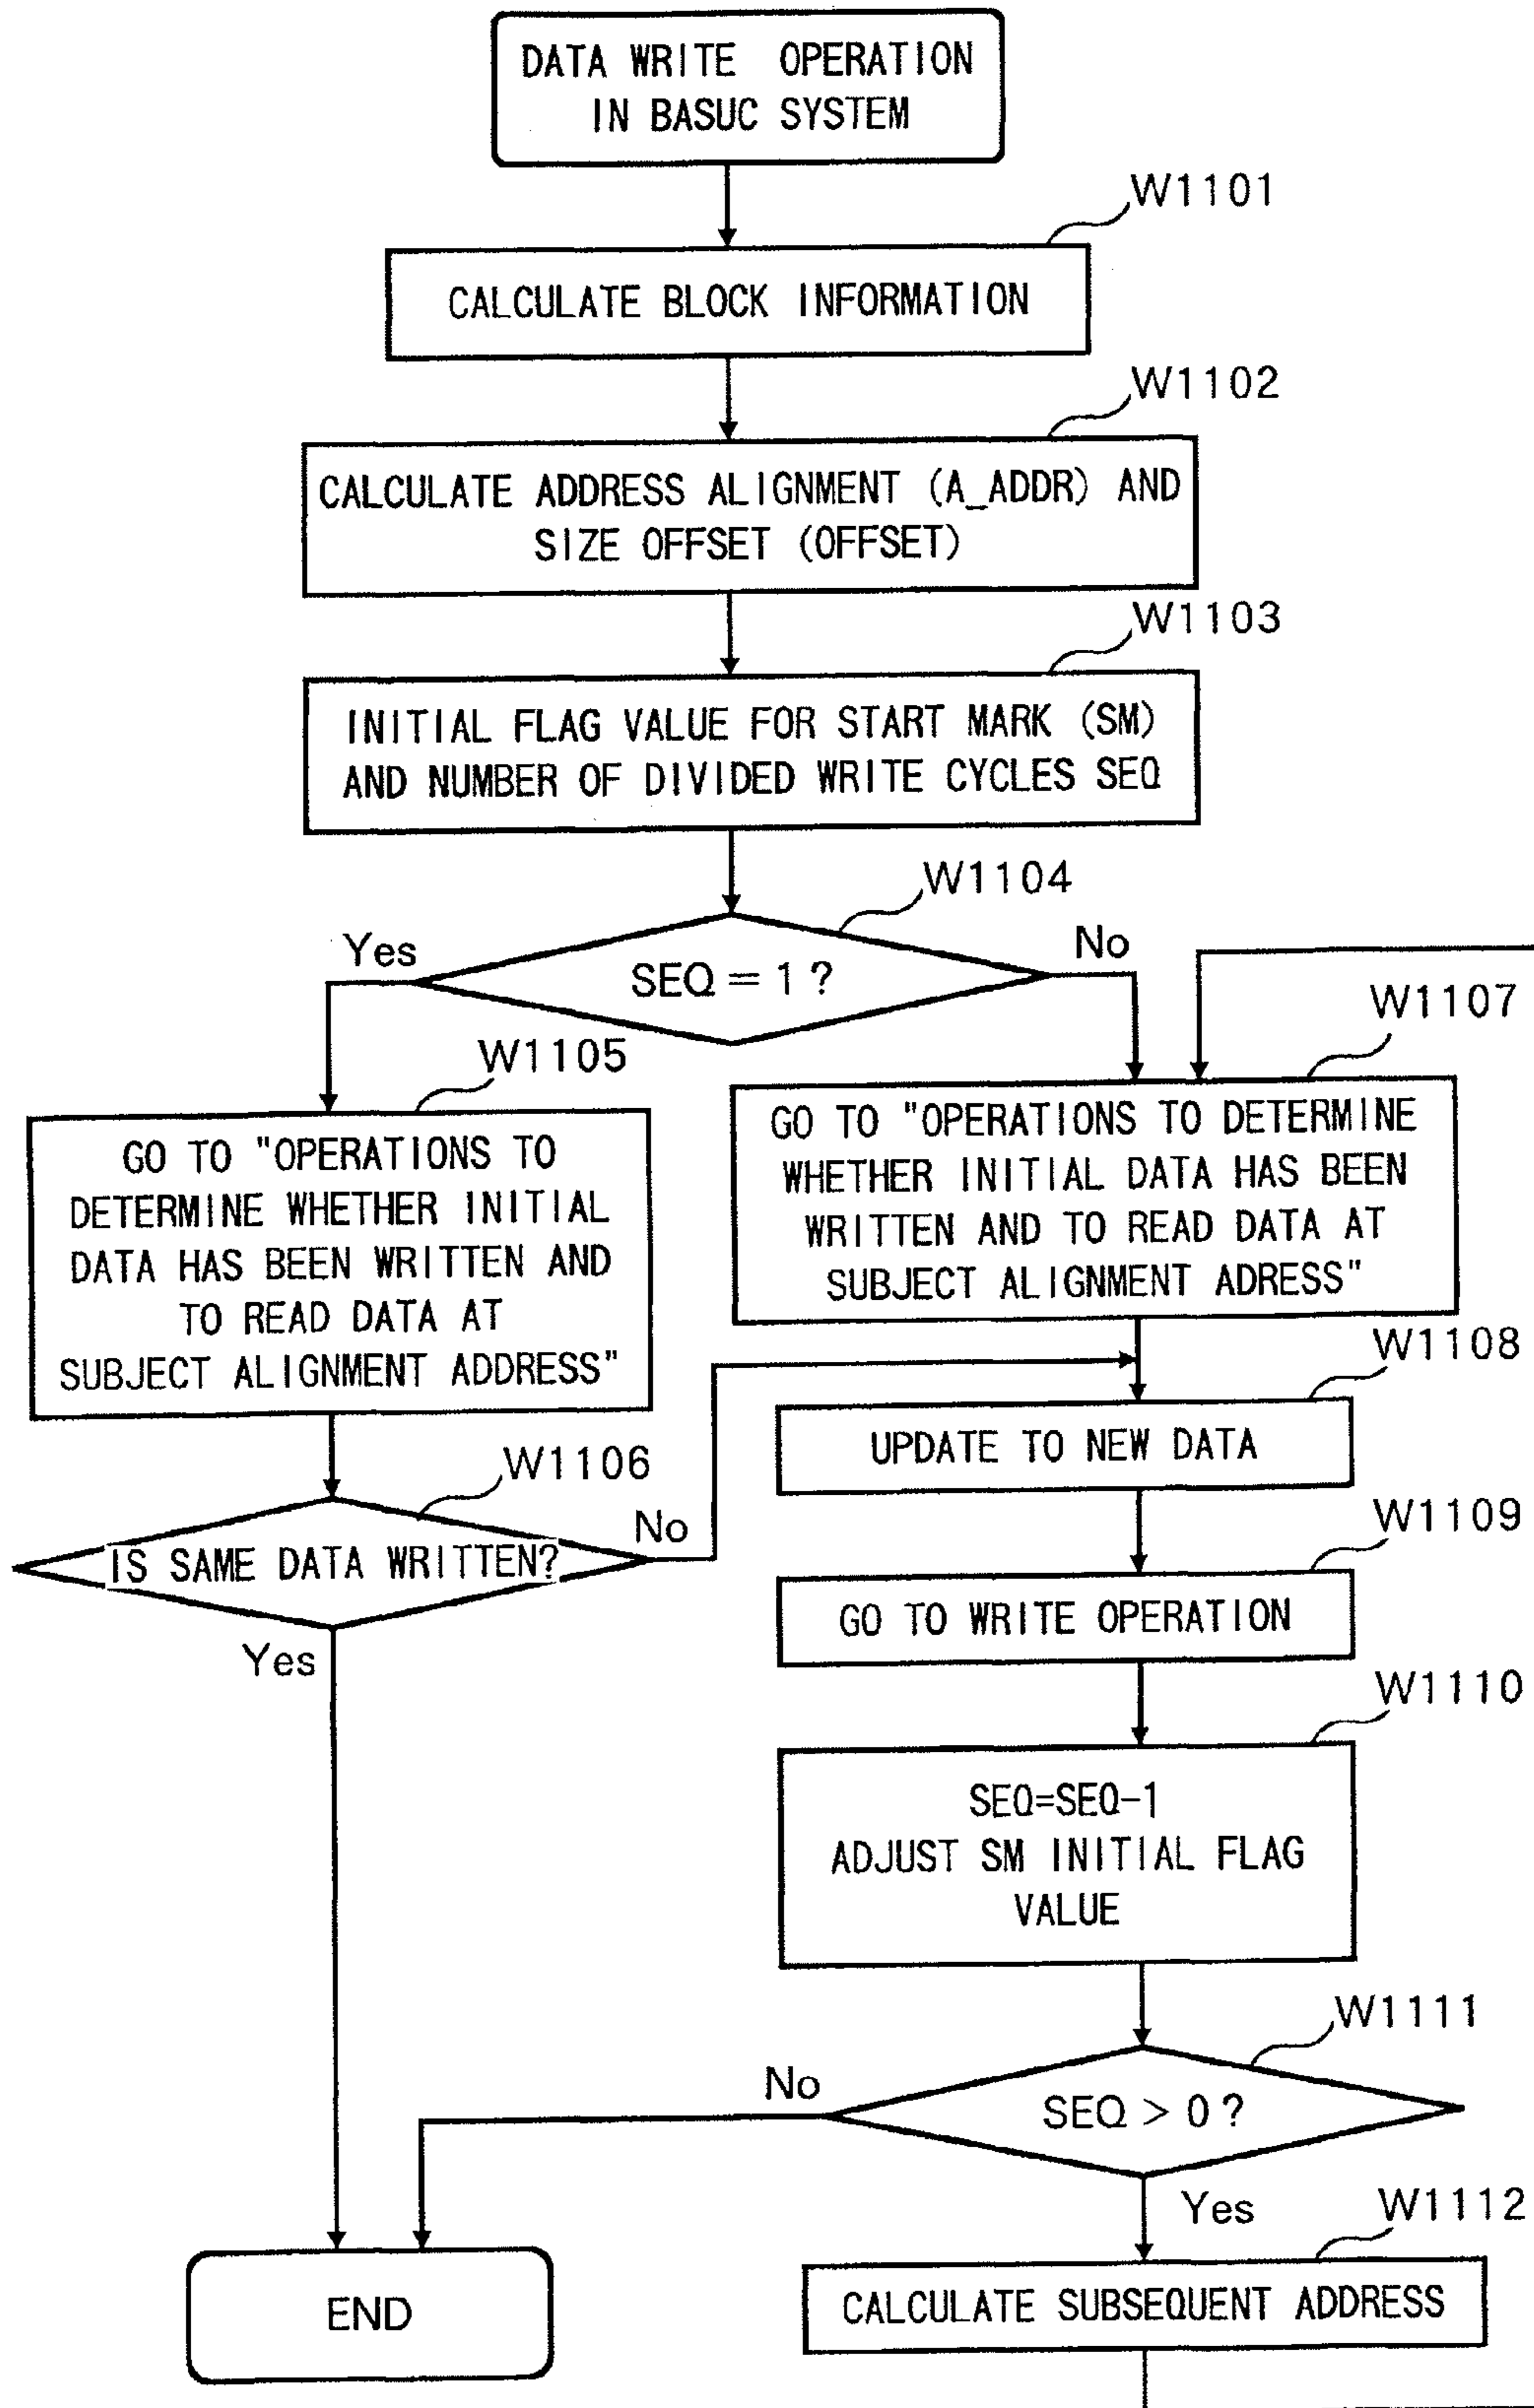 DATA WRITE OPERATION
IN BASUC SYSTEM
W1101
CALCULATE BLOCK INFORMATION
W1102
CALCULATE ADDRESS ALIGNMENT (A_ADDR) AND
SIZE OFFSET (OFFSET)
W1103
INITIAL FLAG VALUE FOR START MARK (SM)
AND NUMBER OF DIVIDED WRITE CYCLES SEQ
W1104
Yes
SEQ = 1 ?
No
W1105
GO TO "OPERATIONS TO
DETERMINE WHETHER INITIAL
DATA HAS BEEN WRITTEN AND
TO READ DATA AT
SUBJECT ALIGNMENT ADDRESS"
W1107
GO TO "OPERATIONS TO DETERMINE
WHETHER INITIAL DATA HAS BEEN
WRITTEN AND TO READ DATA AT
SUBJECT ALIGNMENT ADRESS"
W1106
IS SAME DATA WRITTEN?
No
Yes
W1108
UPDATE TO NEW DATA
W1109
GO TO WRITE OPERATION
W1110
SEQ=SEQ-1
ADJUST SM INITIAL FLAG
VALUE
W1111
No
SEQ > 0 ?
Yes
W1112
CALCULATE SUBSEQUENT ADDRESS
END